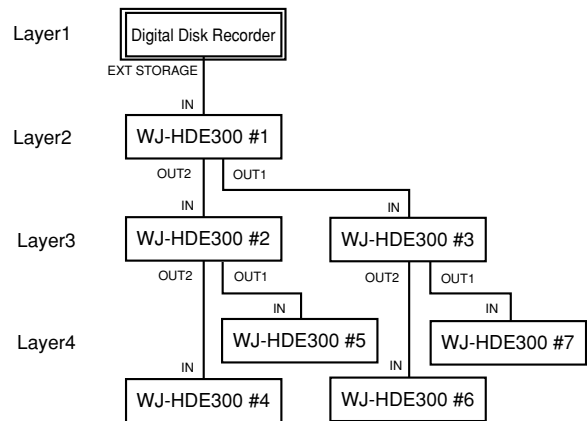 Layer1
Digital Disk Recorder
EXT STORAGE
IN
Layer2
WJ-HDE300 #1
OUT2
OUT1
IN
IN
Layer3
WJ-HDE300 #2
WJ-HDE300 #3
OUT2
OUT1
OUT2
OUT1
IN
IN
Layer4
WJ-HDE300 #5
WJ-HDE300 #7
IN
IN
WJ-HDE300 #4
WJ-HDE300 #6